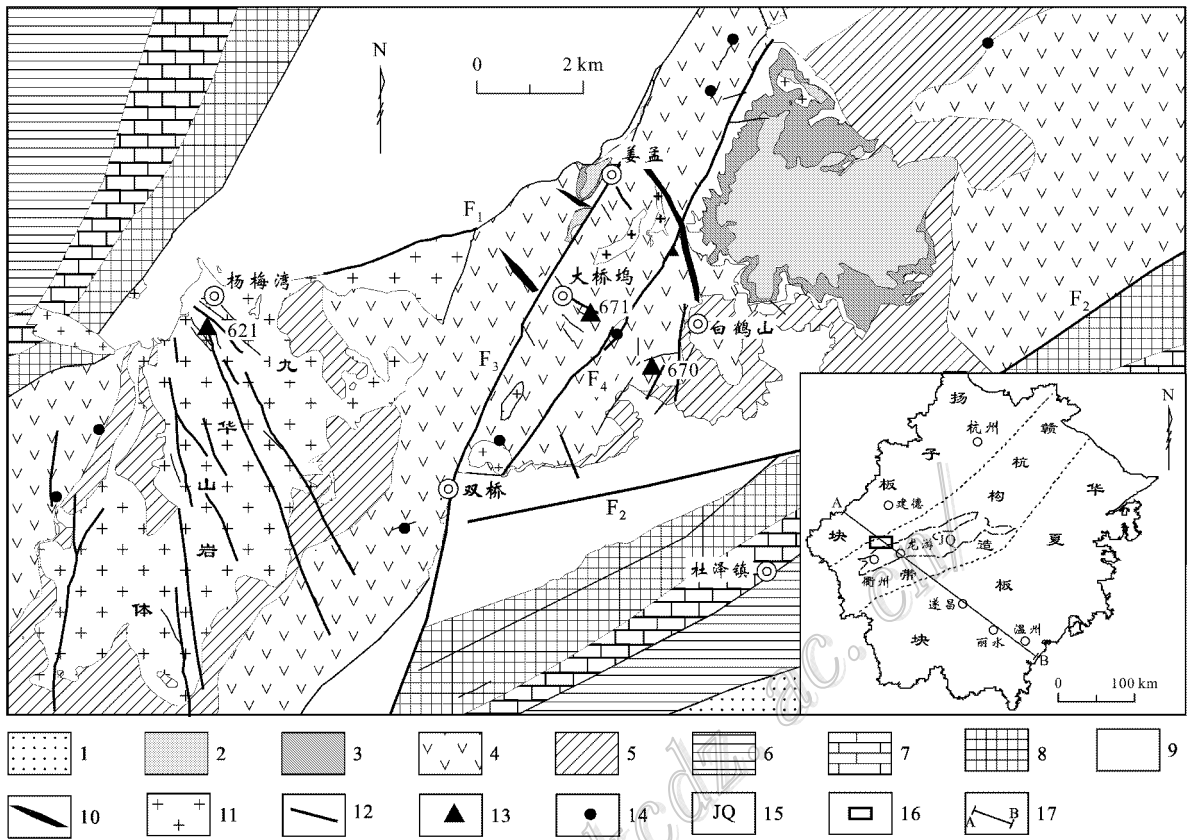 N
0 2 km
姜孟
F1
杨梅湾
大桥坞
F2
621
671
白鹤山
九
F3
F4
670
华
山
双桥
F2
岩
杜泽镇
体
N
扬
杭州
赣
子
杭
板
构
华
A
建德
块
龙游
JQ
造
夏
衢州
带
板
遂昌
块
丽水
温州
B
0 100 km
1 2 3 4 5 6 7 8 9
10 11 12 13 14 JQ 15 16 A B 17